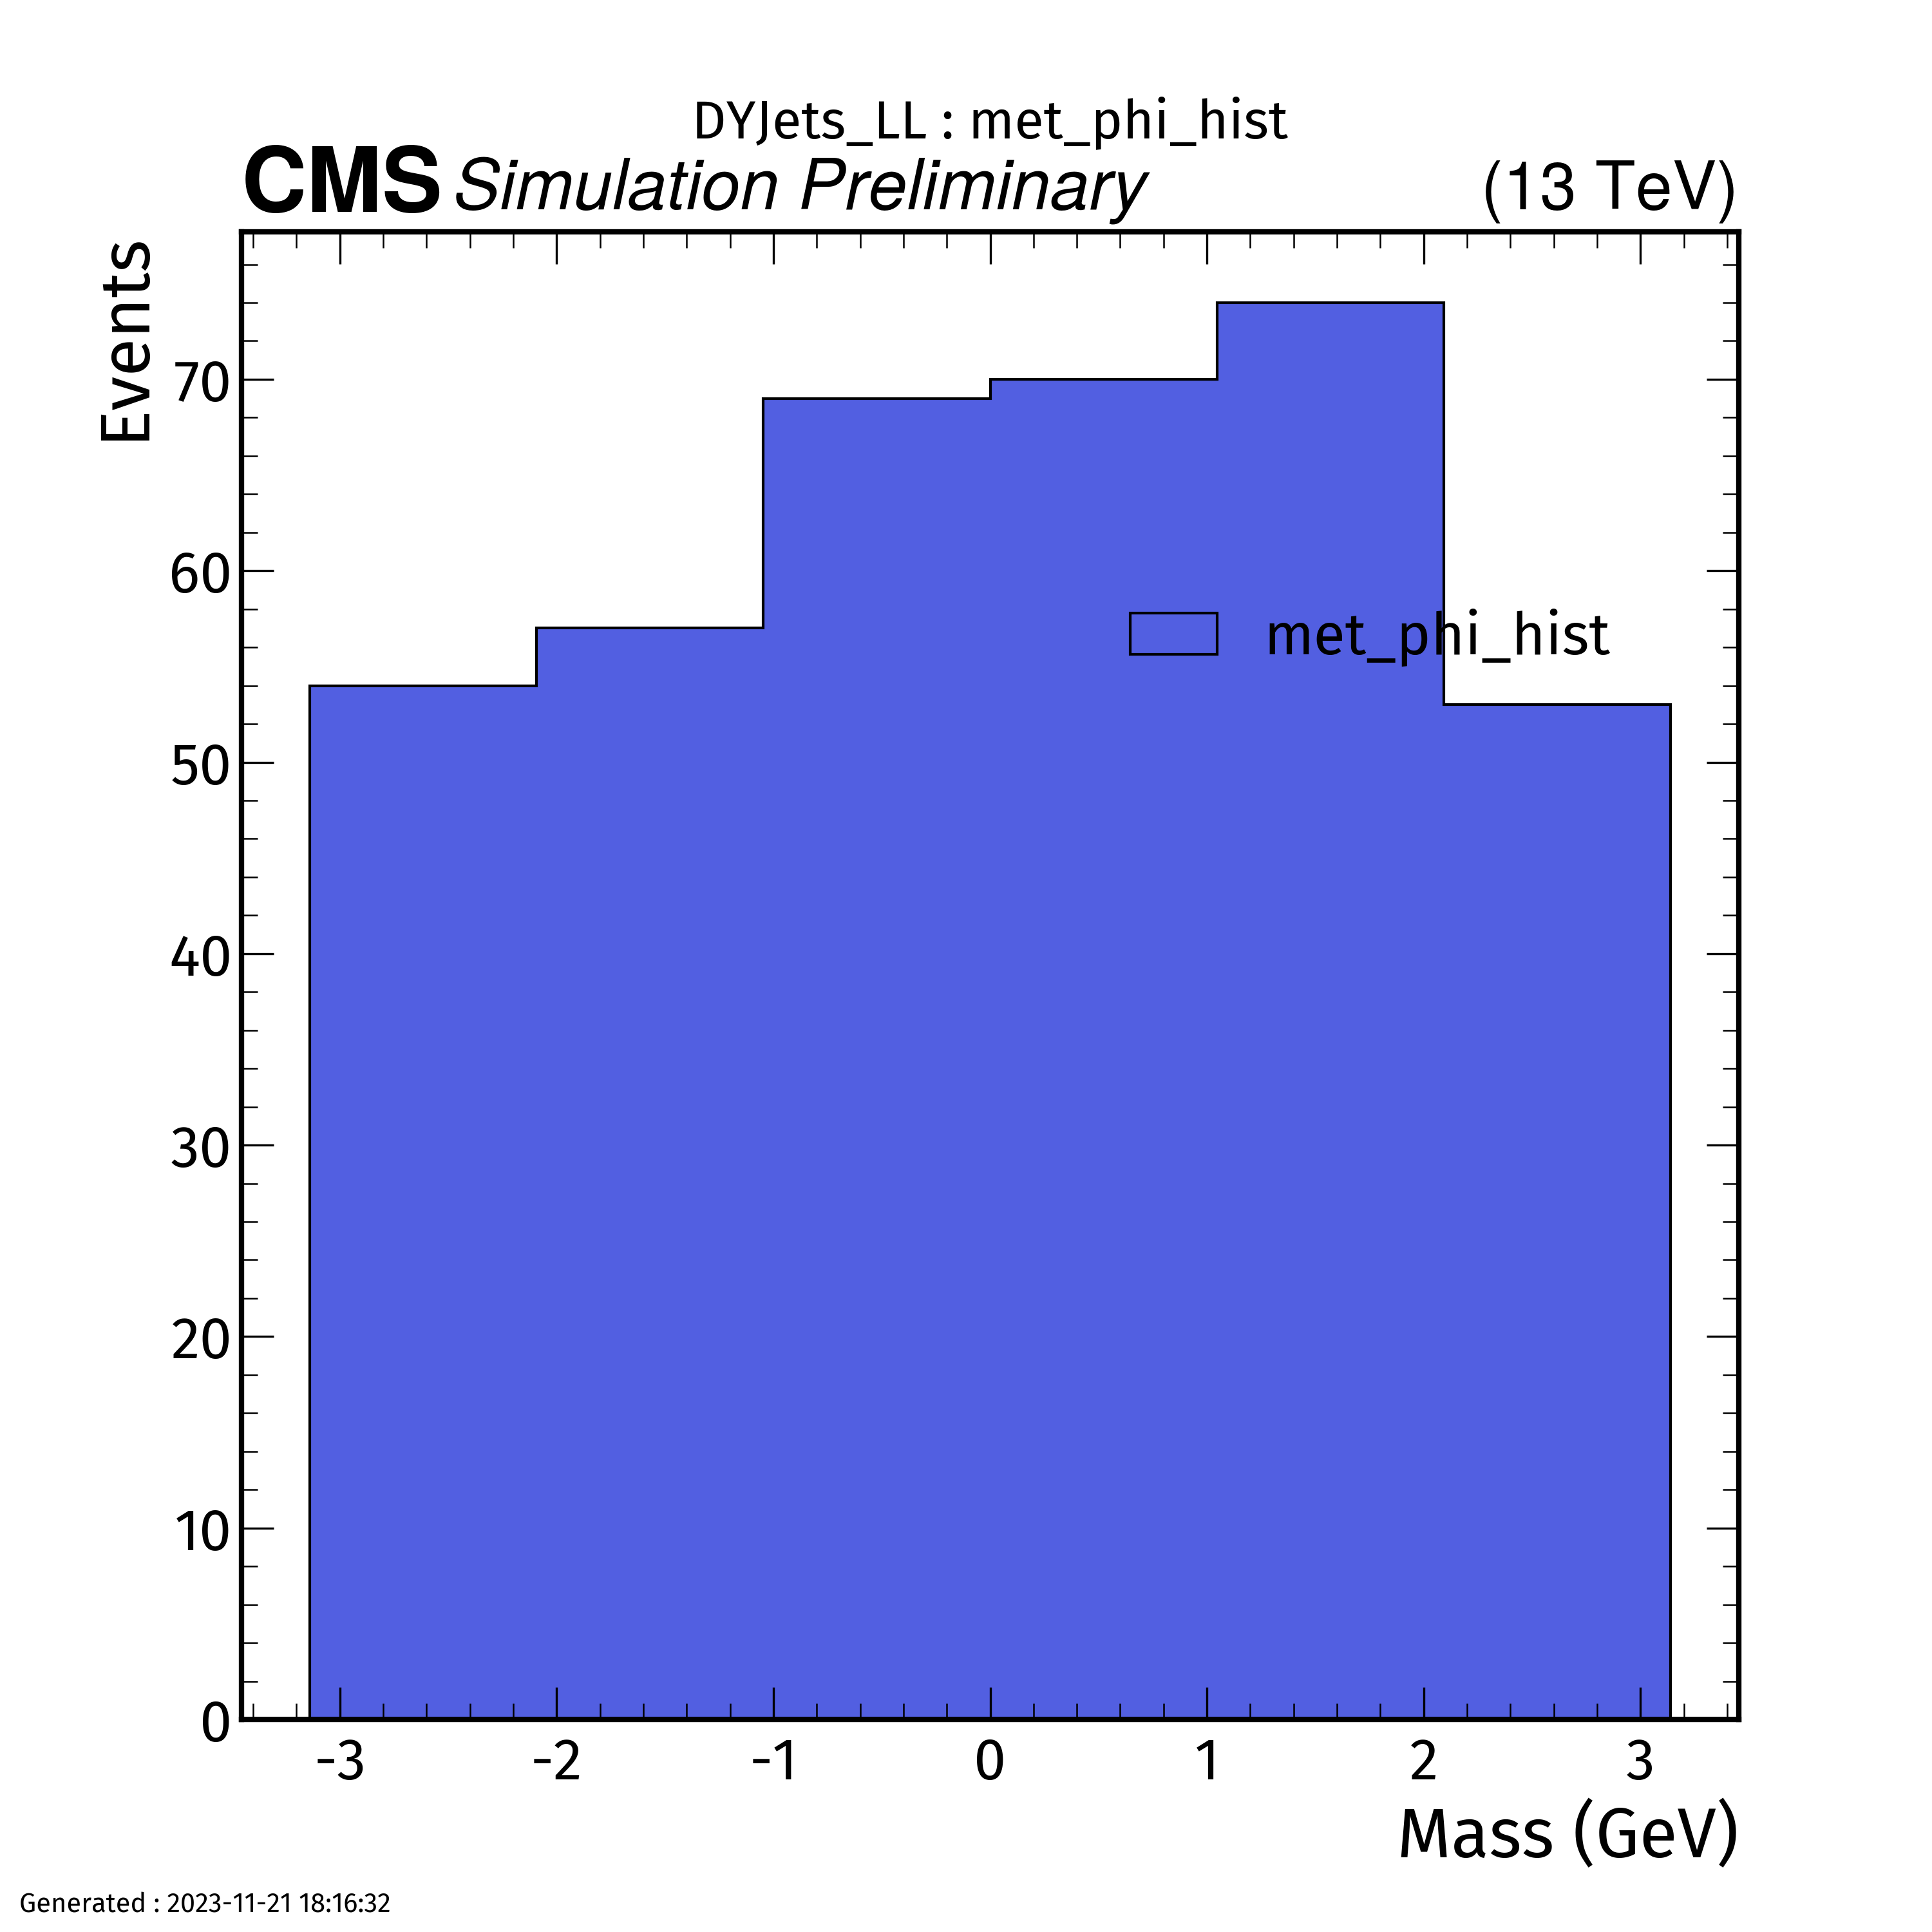 DYJets_LL : met_phi_hist
CMS Simulation Preliminary (13 TeV)
Events
70
60
met_phi_hist
50
40
30
20
10
0
-3 -2 -1 0 1 2 3
Mass (GeV)
Generated : 2023-11-21 18:16:32